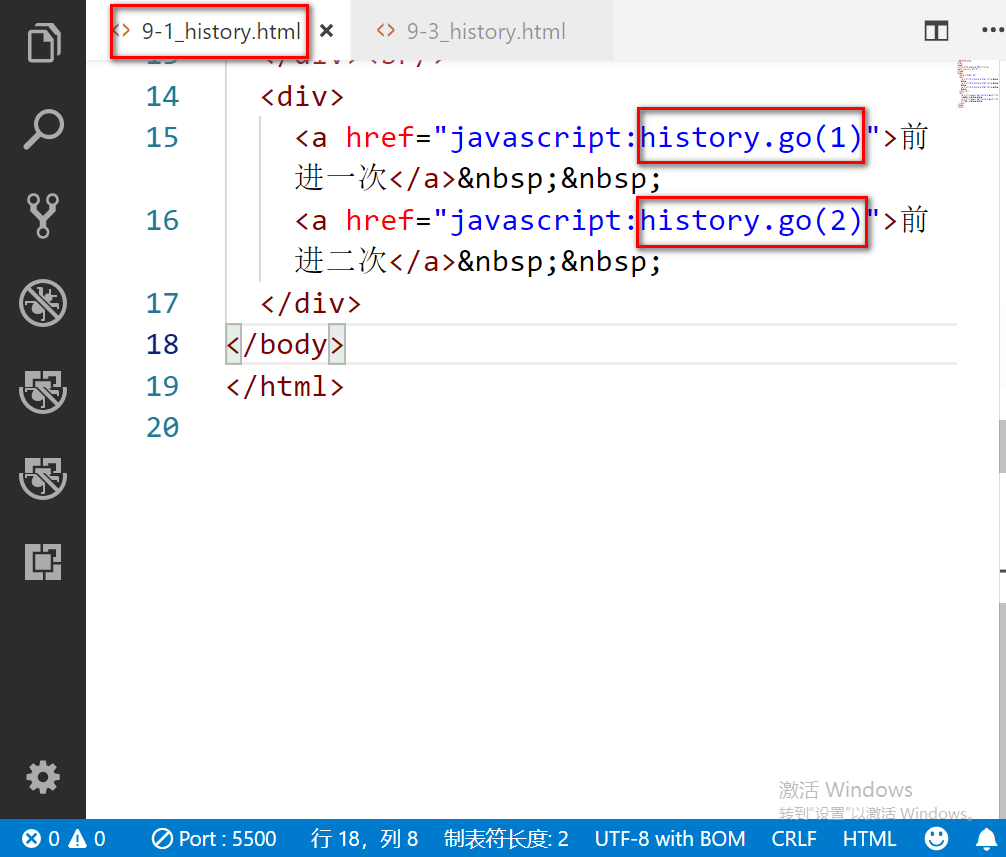 9-1_history.html
9-3_history.html
14 <div>
15 <a href="javascript:history.go(1)">前
进一次</a>&nbsp;&nbsp;
16 <a href="javascript:history.go(2)">前
进二次</a>&nbsp;&nbsp;
17 </div>
18 </body>
19 </html>
20
激活 Windows
转到“设置”以激活 Windows。
0 0 Port : 5500 行 18，列 8 制表符长度: 2 UTF-8 with BOM CRLF HTML